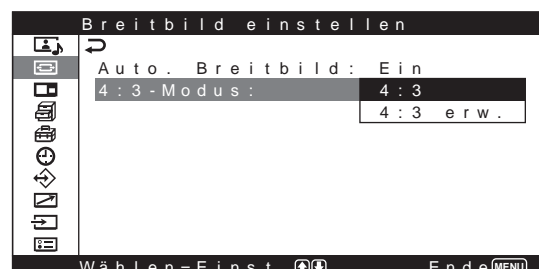 Breitbild einstellen
Auto. Breitbild: Ein
4:3-Modus: 4:3
4:3 erw.
Wählen-Einst. Ende MENU